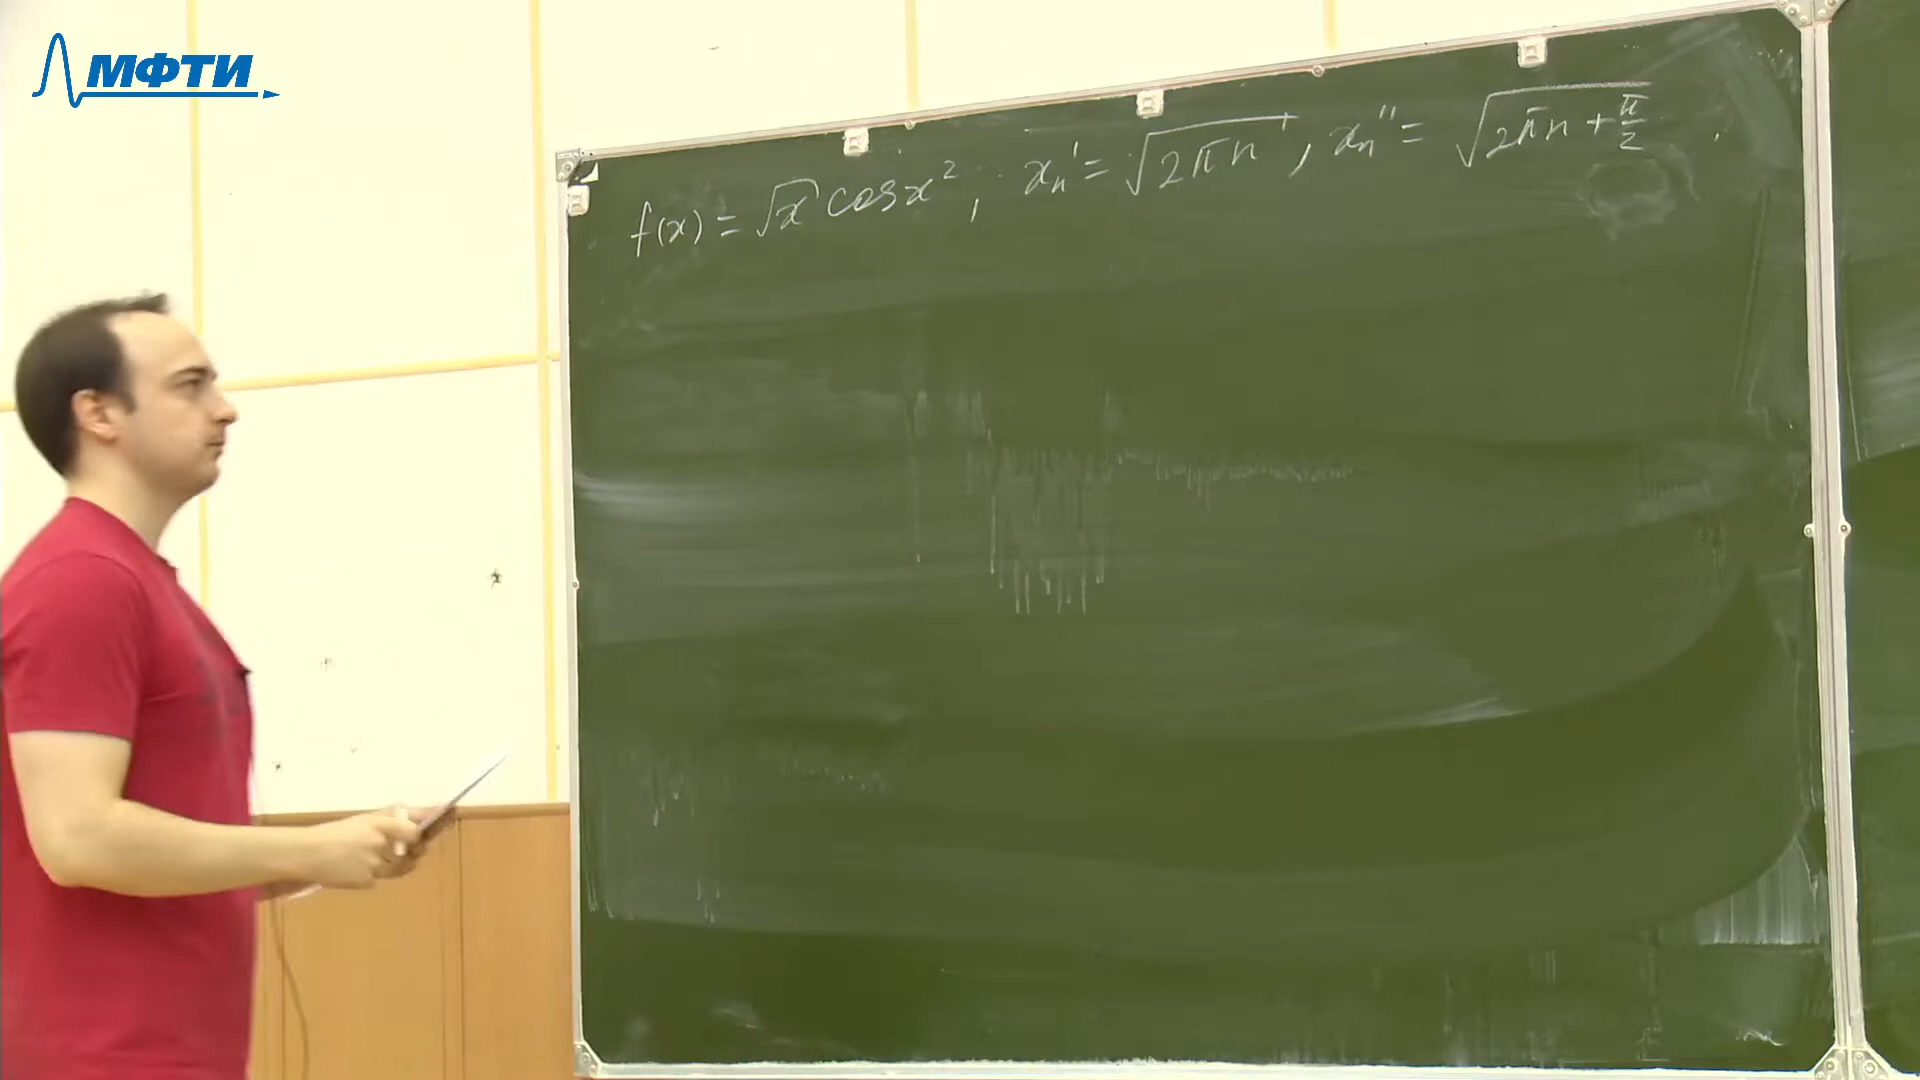 МФТИ
f(x) = √x cos x², xₙ' = √(2πn), xₙ'' = √(2πn + π/2)